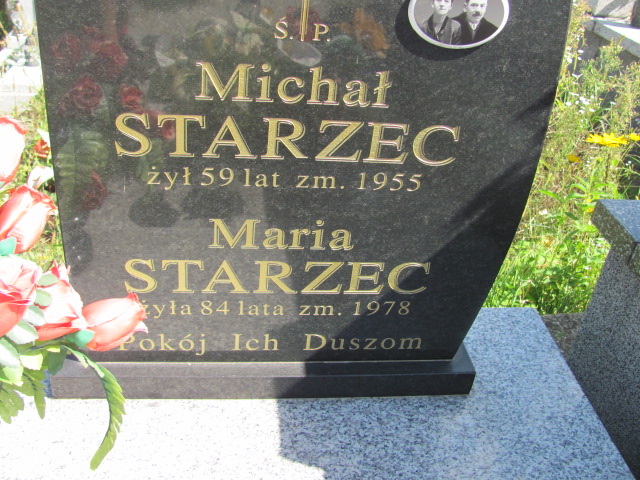 Ś. P.
Michał
STARZEC
żył 59 lat zm. 1955
Maria
STARZEC
żyła 84 lata zm. 1978
Pokój Ich Duszom